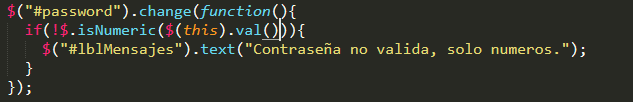 $("#password").change(function(){
if(!$.isNumeric($(this).val())){
$("#lblMensajes").text("Contraseña no valida, solo numeros.");
}
});